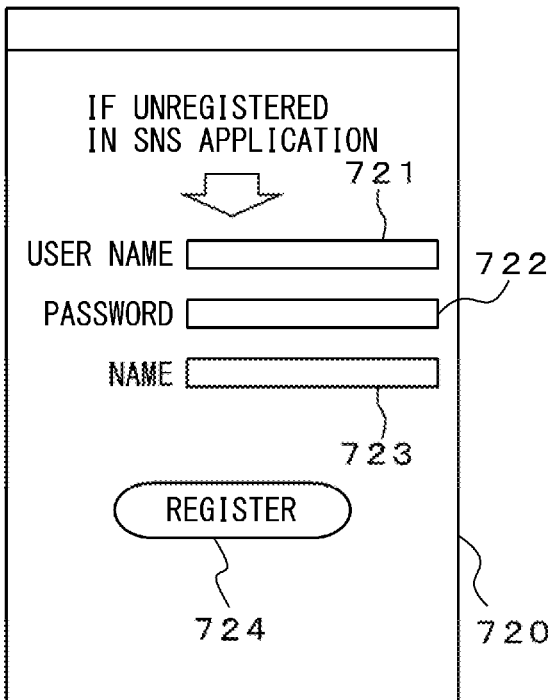 IF UNREGISTERED
IN SNS APPLICATION
721
USER NAME
722
PASSWORD
NAME
723
REGISTER
724
720